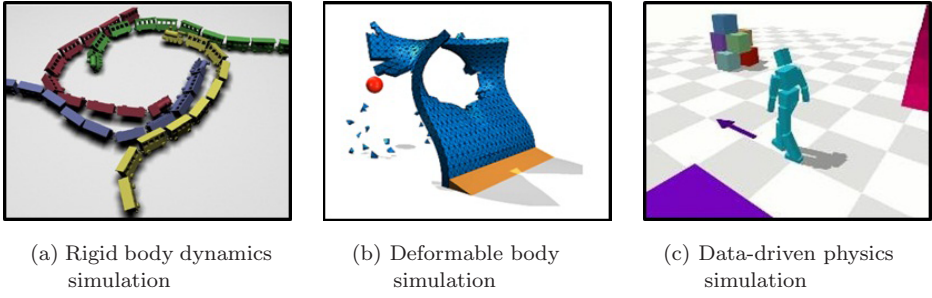 (a) Rigid body dynamics
simulation
(b) Deformable body
simulation
(c) Data-driven physics
simulation